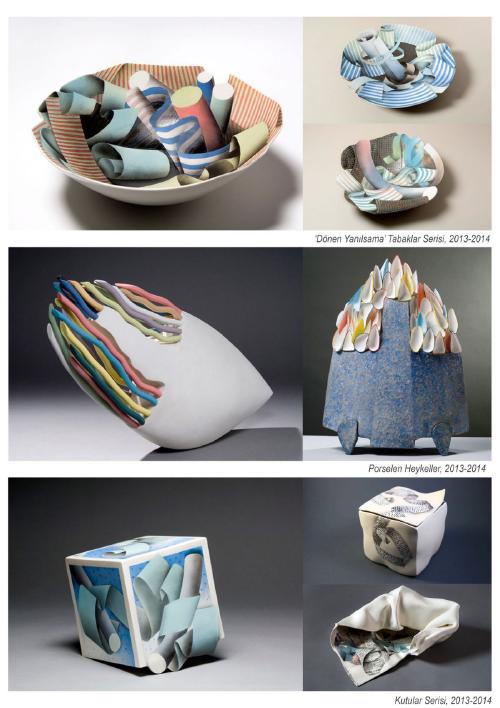 'Dönen Yanılsama' Tabaklar Serisi, 2013-2014
Porselen Heykeller, 2013-2014
Kutular Serisi, 2013-2014